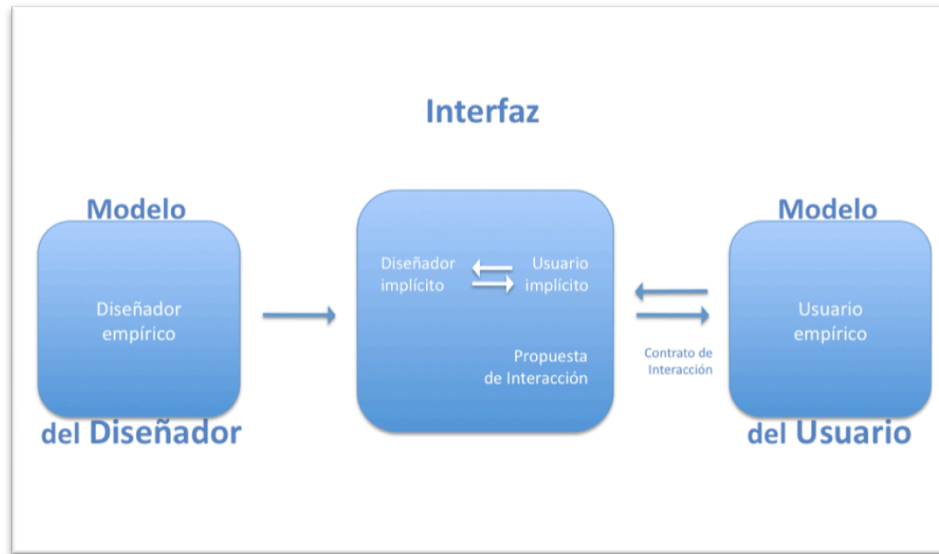 Interfaz
Modelo
Diseñador
empírico
del Diseñador
Diseñador
implícito
Usuario
implícito
Propuesta
de Interacción
Contrato de
Interacción
Modelo
Usuario
empírico
del Usuario